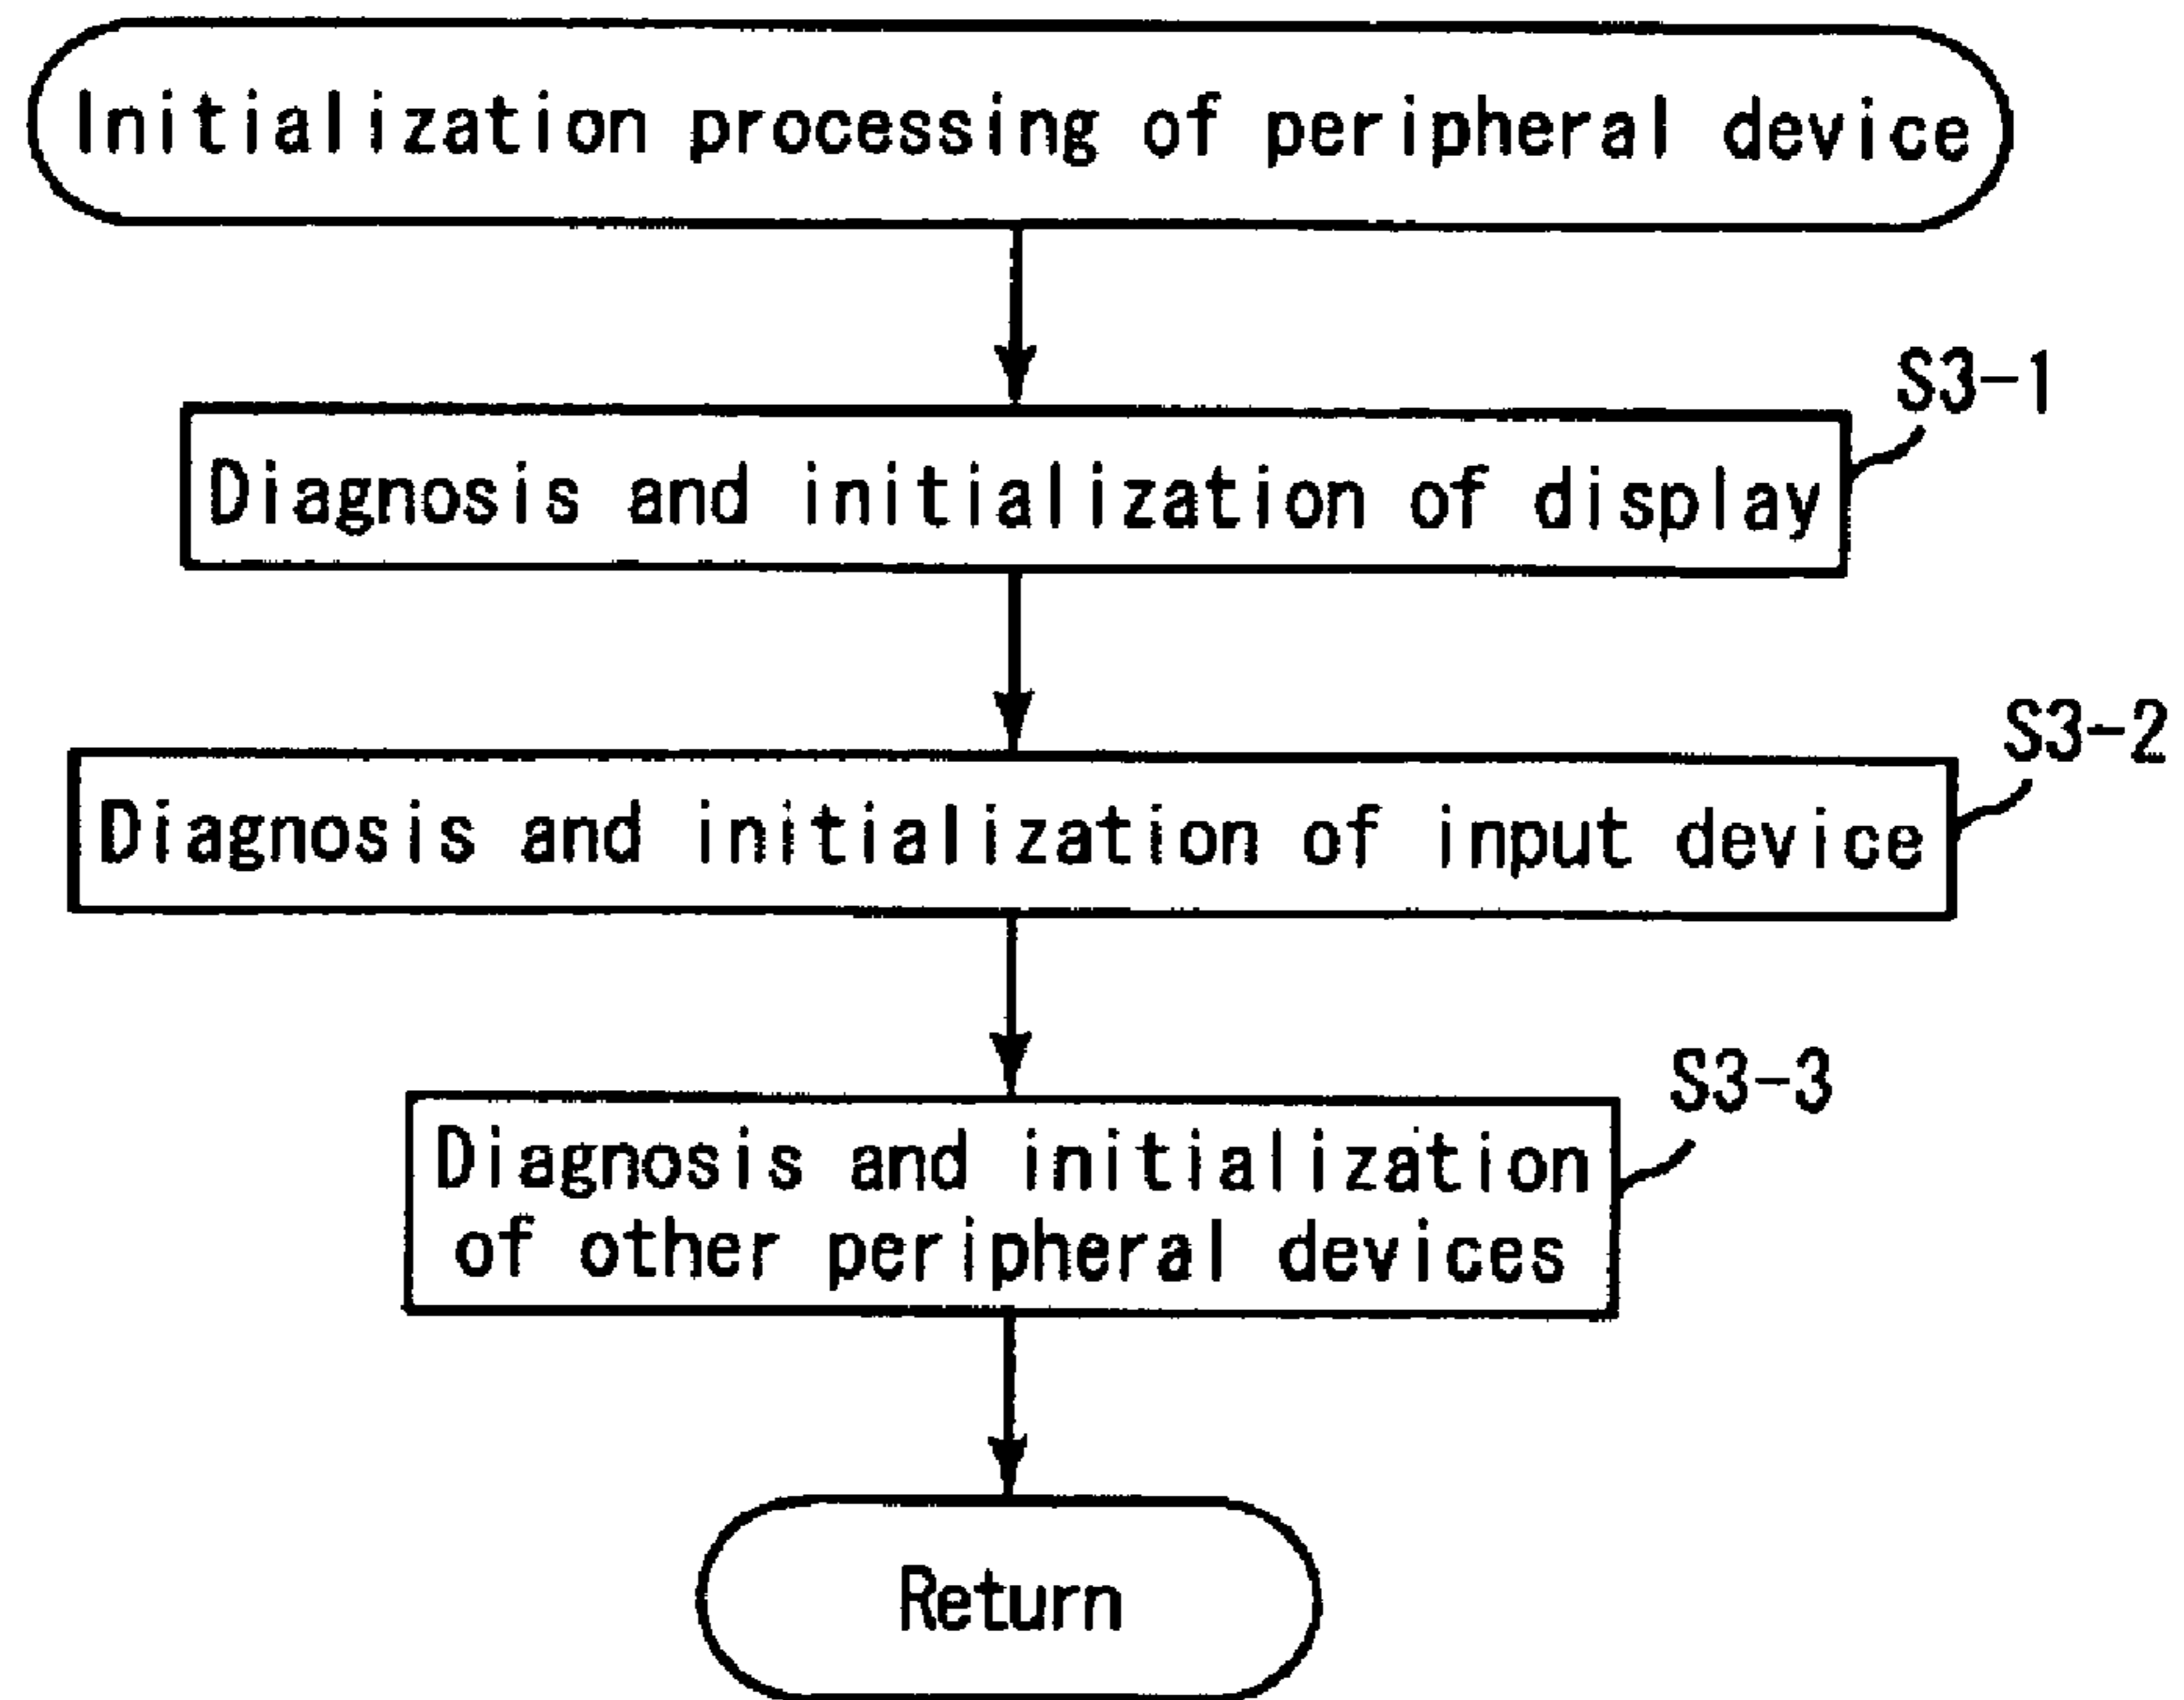 Initialization processing of peripheral device
S3-1
Diagnosis and initialization of display
S3-2
Diagnosis and initialization of input device
S3-3
Diagnosis and initialization
of other peripheral devices
Return